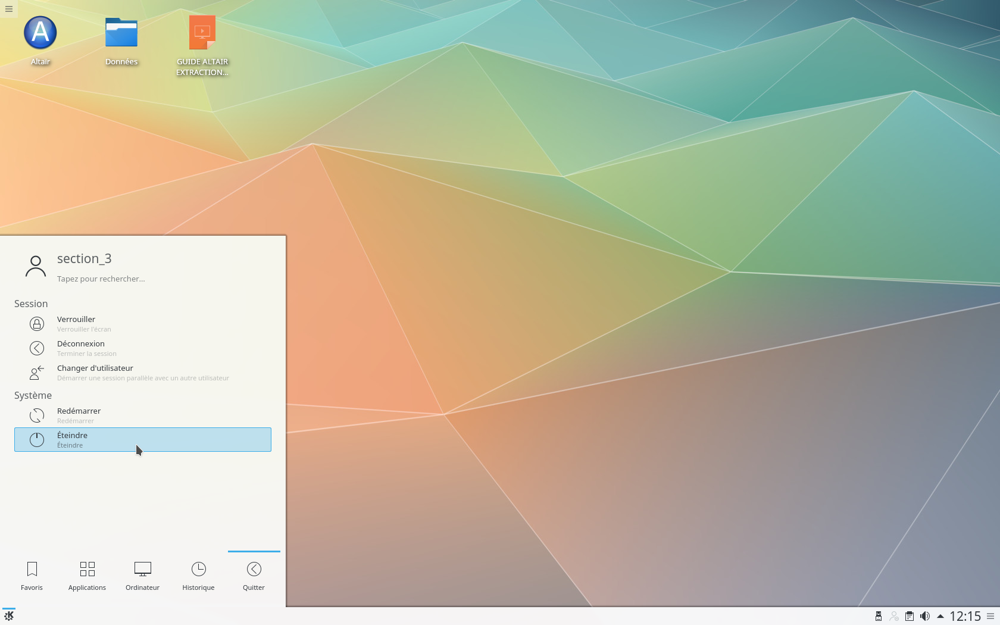 A
Altaïr
Données
GUIDE ALTAIR
EXTRACTION...
section_3
Tapez pour rechercher...
Session
Verrouiller
Verrouiller l'écran
Déconnexion
Terminer la session
Changer d'utilisateur
Démarrer une session parallèle avec un autre utilisateur
Système
Redémarrer
Redémarrer
Éteindre
Éteindre
Favoris
Applications
Ordinateur
Historique
Quitter
12:15